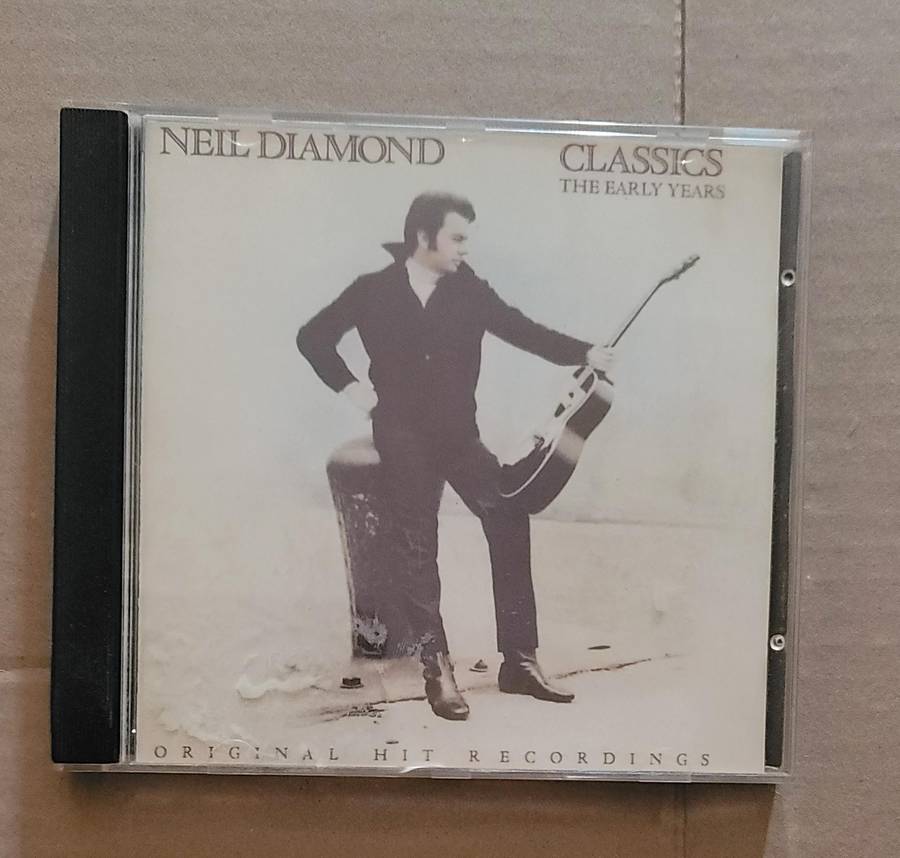 NEIL DIAMOND
CLASSICS
THE EARLY YEARS
ORIGINAL HIT RECORDINGS